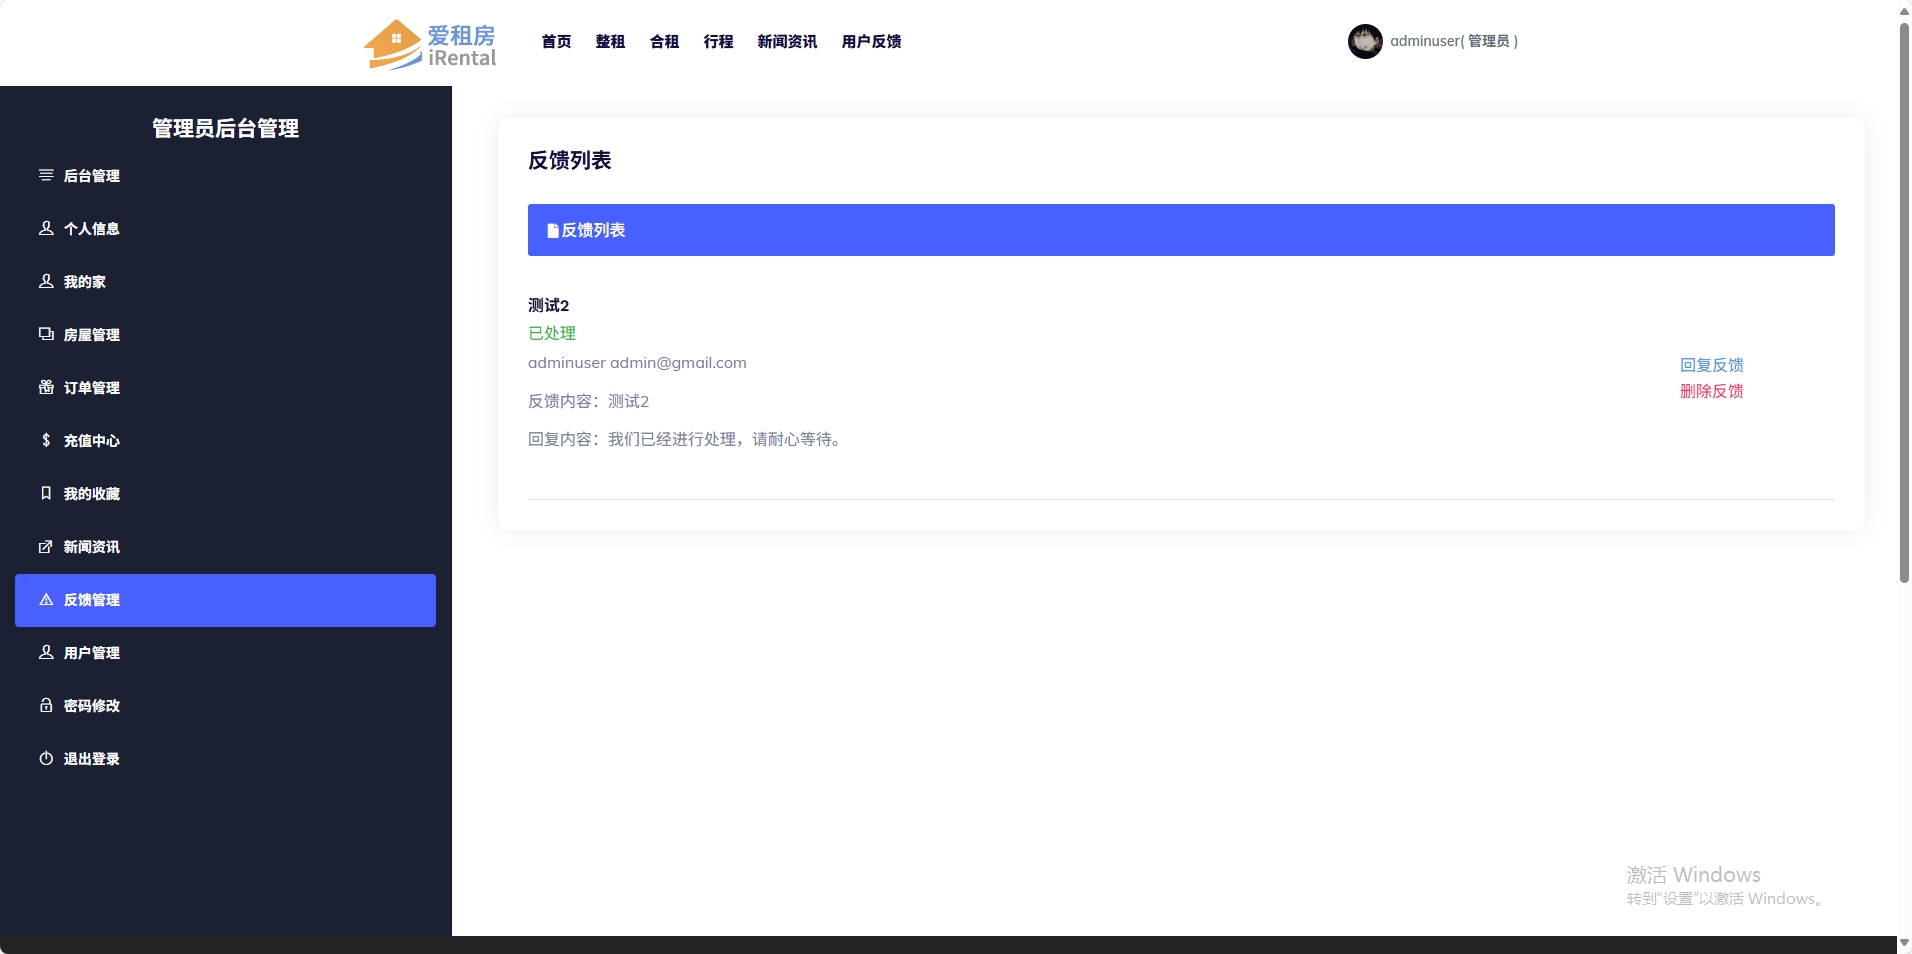 爱租房
iRental
首页 整租 合租 行程 新闻资讯 用户反馈
adminuser( 管理员 )
管理员后台管理
后台管理
个人信息
我的家
房屋管理
订单管理
充值中心
我的收藏
新闻资讯
反馈管理
用户管理
密码修改
退出登录
反馈列表
反馈列表
测试2
已处理
adminuser admin@gmail.com
反馈内容：测试2
回复内容：我们已经进行处理，请耐心等待。
回复反馈
删除反馈
激活 Windows
转到“设置”以激活 Windows。